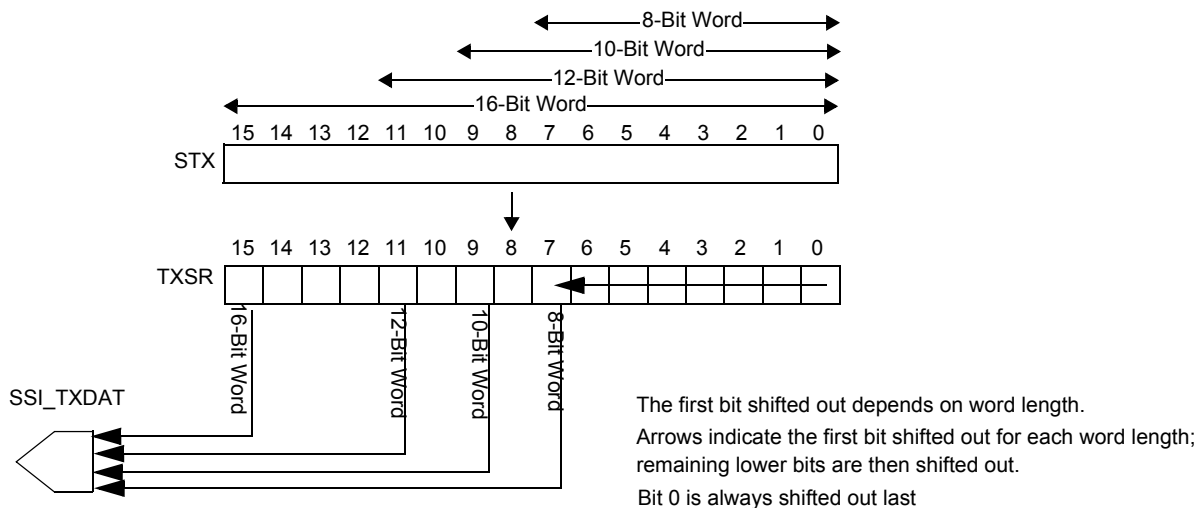 8-Bit Word
10-Bit Word
12-Bit Word
16-Bit Word
15 14 13 12 11 10 9 8 7 6 5 4 3 2 1 0
STX
15 14 13 12 11 10 9 8 7 6 5 4 3 2 1 0
TXSR
16-Bit Word
12-Bit Word
10-Bit Word
8-Bit Word
SSI_TXDAT
The first bit shifted out depends on word length.
Arrows indicate the first bit shifted out for each word length;
remaining lower bits are then shifted out.
Bit 0 is always shifted out last